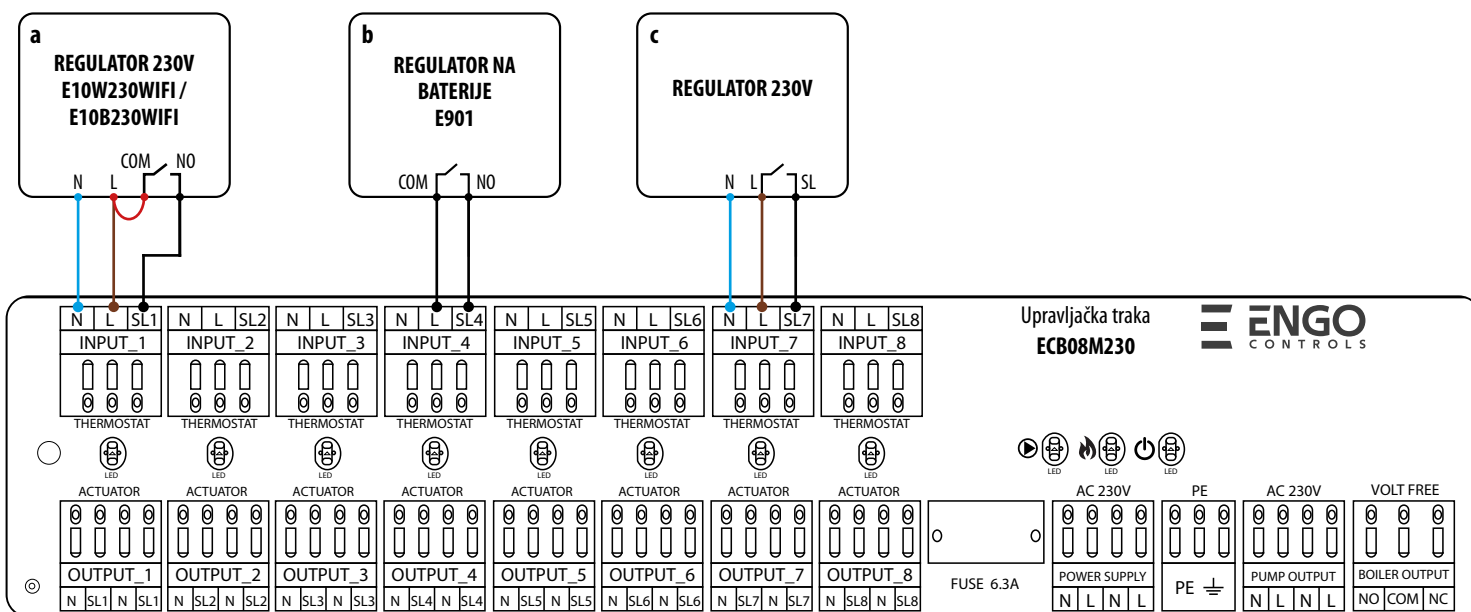 a
REGULATOR 230V
E10W230WIFI /
E10B230WIFI
COM NO
N L
b
REGULATOR NA
BATERIJE
E901
COM NO
c
REGULATOR 230V
N L SL
N L SL1 N L SL2 N L SL3 N L SL4 N L SL5 N L SL6 N L SL7 N L SL8
INPUT_1 INPUT_2 INPUT_3 INPUT_4 INPUT_5 INPUT_6 INPUT_7 INPUT_8
THERMOSTAT THERMOSTAT THERMOSTAT THERMOSTAT THERMOSTAT THERMOSTAT THERMOSTAT THERMOSTAT
LED LED LED LED LED LED LED LED
Upravljačka traka
ECB08M230
ENGO
CONTROLS
LED LED LED
ACTUATOR ACTUATOR ACTUATOR ACTUATOR ACTUATOR ACTUATOR ACTUATOR ACTUATOR
AC 230V PE AC 230V VOLT FREE
OUTPUT_1 OUTPUT_2 OUTPUT_3 OUTPUT_4 OUTPUT_5 OUTPUT_6 OUTPUT_7 OUTPUT_8
N SL1 N SL1 N SL2 N SL2 N SL3 N SL3 N SL4 N SL4 N SL5 N SL5 N SL6 N SL6 N SL7 N SL7 N SL8 N SL8
FUSE 6.3A
POWER SUPPLY
N L N L
PE
PUMP OUTPUT
N L N L
BOILER OUTPUT
NO COM NC